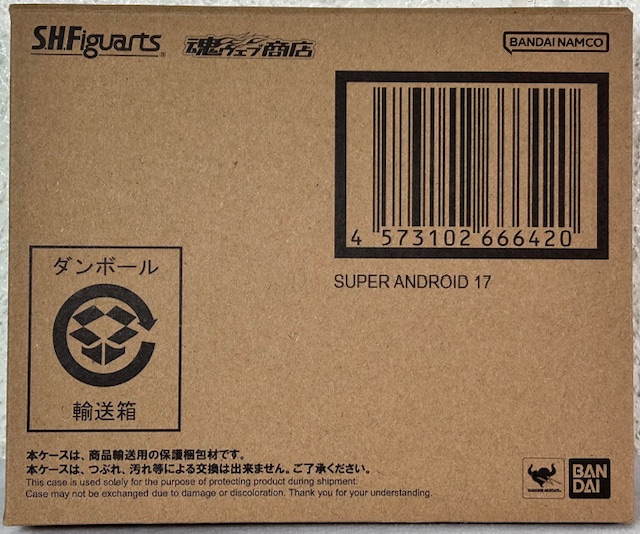 S.H.Figuarts
魂ウェブ商店
BANDAI NAMCO
4 573102 666420
SUPER ANDROID 17
ダンボール
輸送箱
本ケースは、商品輸送用の保護梱包材です。
本ケースは、つぶれ、汚れ等による交換は出来ません。ご了承ください。
This case is used solely for the purpose of protecting product during shipment.
Case may not be exchanged due to damage or discoloration. Thank you for your understanding.
TAMASHII NATIONS
BAN
DAI